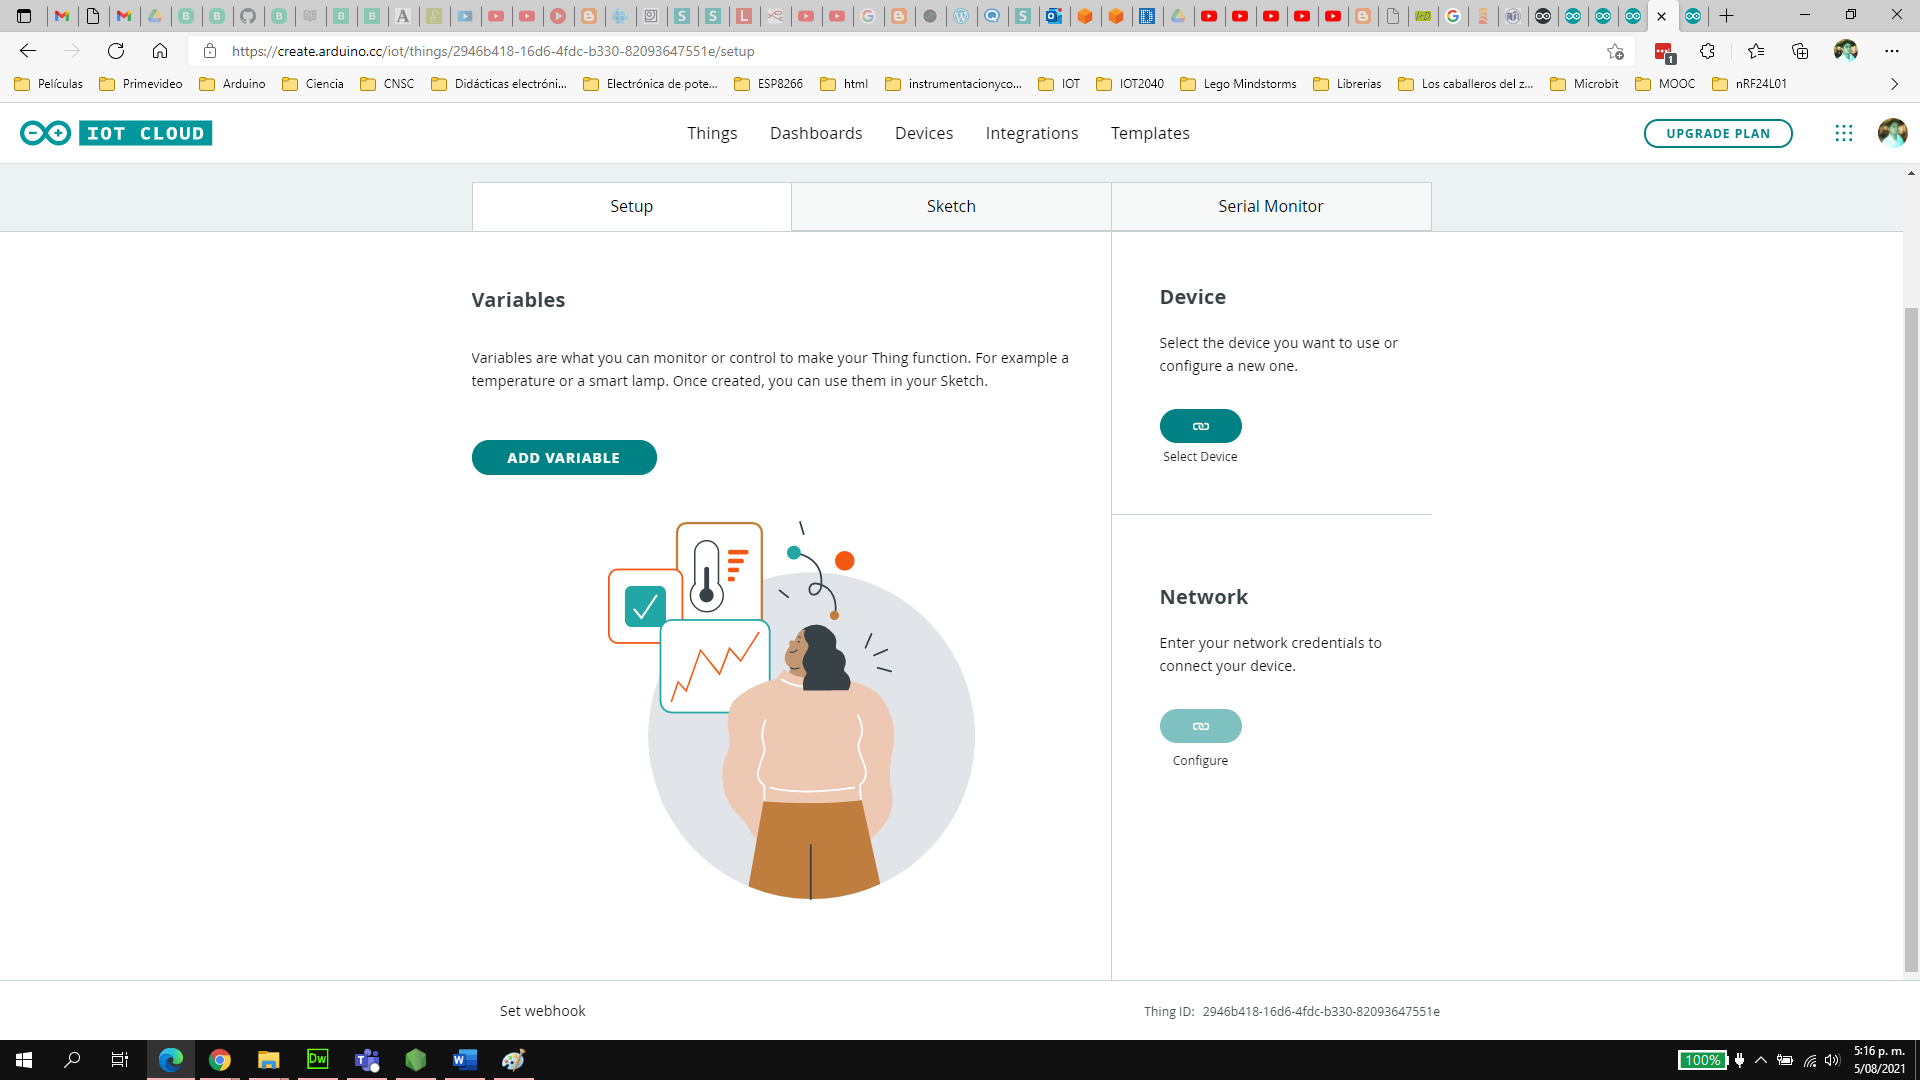 https://create.arduino.cc/iot/things/2946b418-16d6-4fdc-b330-82093647551e/setup
1
Películas
Primevideo
Arduino
Ciencia
CNSC
Didácticas electróni...
Electrónica de pote...
ESP8266
html
instrumentacionyco...
IOT
IOT2040
Lego Mindstorms
Librerias
Los caballeros del z...
Microbit
MOOC
nRF24L01
IOT CLOUD
Things
Dashboards
Devices
Integrations
Templates
UPGRADE PLAN
Setup
Sketch
Serial Monitor
Variables
Variables are what you can monitor or control to make your Thing function. For example a
temperature or a smart lamp. Once created, you can use them in your Sketch.
ADD VARIABLE
Device
Select the device you want to use or
configure a new one.
Select Device
Network
Enter your network credentials to
connect your device.
Configure
Set webhook
Thing ID: 2946b418-16d6-4fdc-b330-82093647551e
Dw
100%
5:16 p. m.
5/08/2021